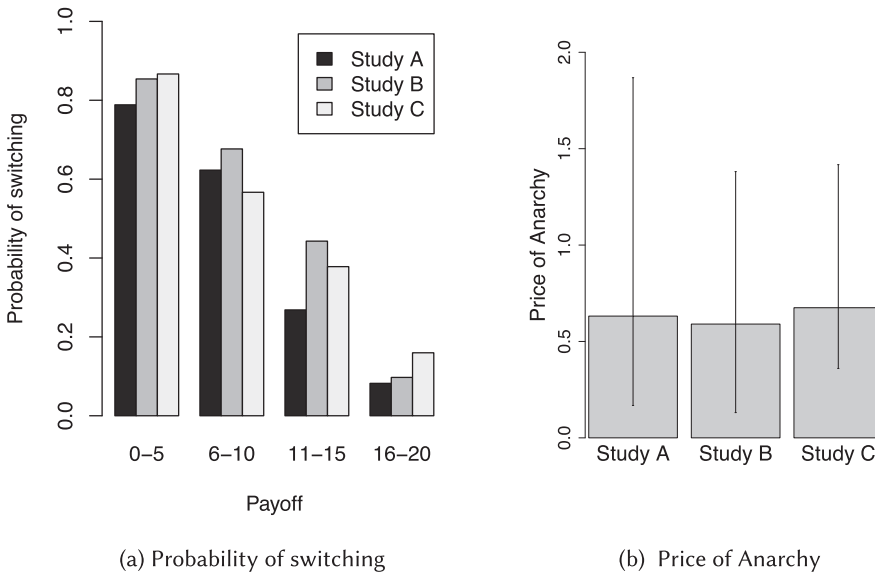 Probability of switching
1.0
0.8
0.6
0.4
0.2
0.0
Study A
Study B
Study C
0–5
6–10
11–15
16–20
Payoff
(a) Probability of switching
Price of Anarchy
2.0
1.5
1.0
0.5
0.0
Study A
Study B
Study C
(b) Price of Anarchy